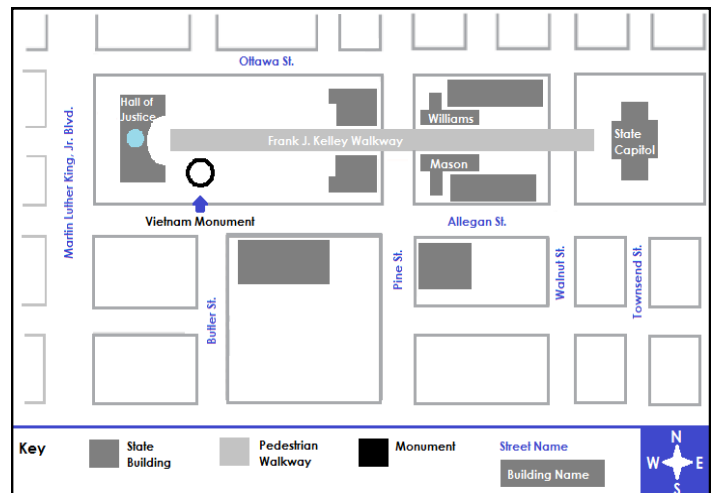 Ottawa St.
Martin Luther King, Jr. Blvd.
Hall of
Justice
Williams
Frank J. Kelley Walkway
State
Capitol
Mason
Vietnam Monument
Allegan St.
Butler St.
Pine St.
Walnut St.
Townsend St.
Key
State
Building
Pedestrian
Walkway
Monument
Street Name
Building Name
N
W E
S